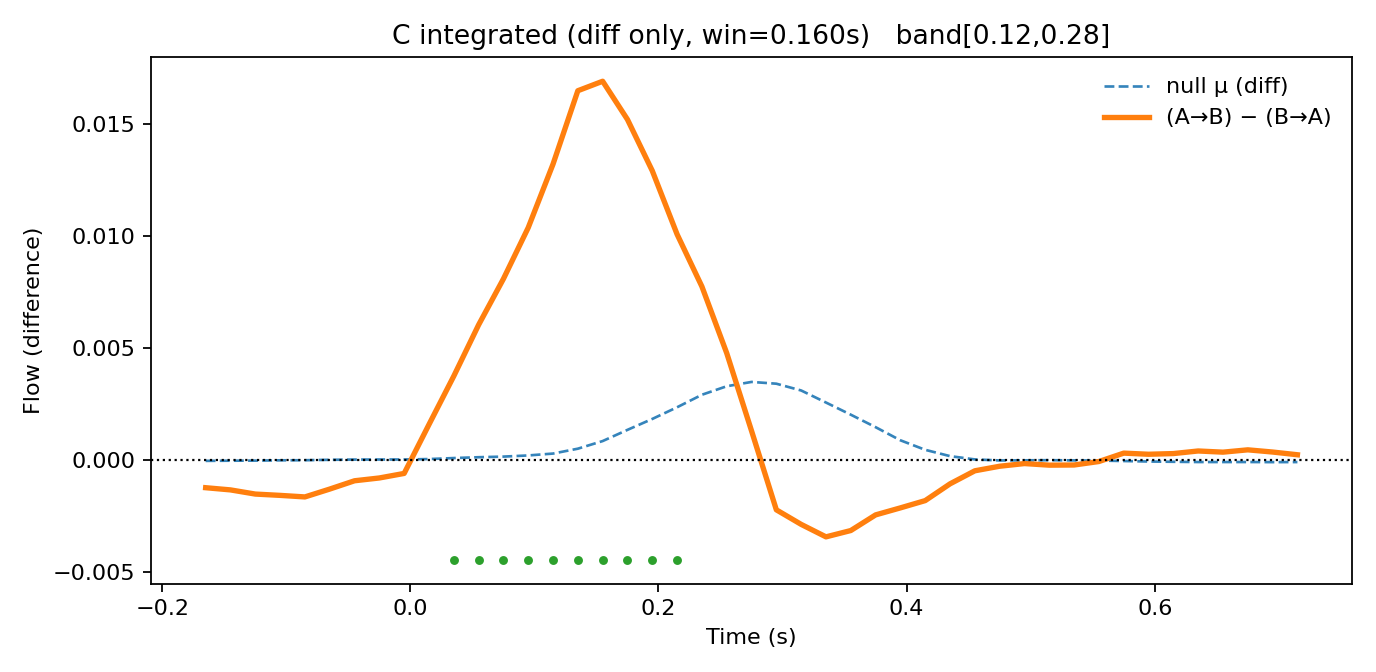 C integrated (diff only, win=0.160s)   band[0.12,0.28]
null μ (diff)
(A→B) − (B→A)
0.015
0.010
0.005
0.000
−0.005
Flow (difference)
−0.2
0.0
0.2
0.4
0.6
Time (s)